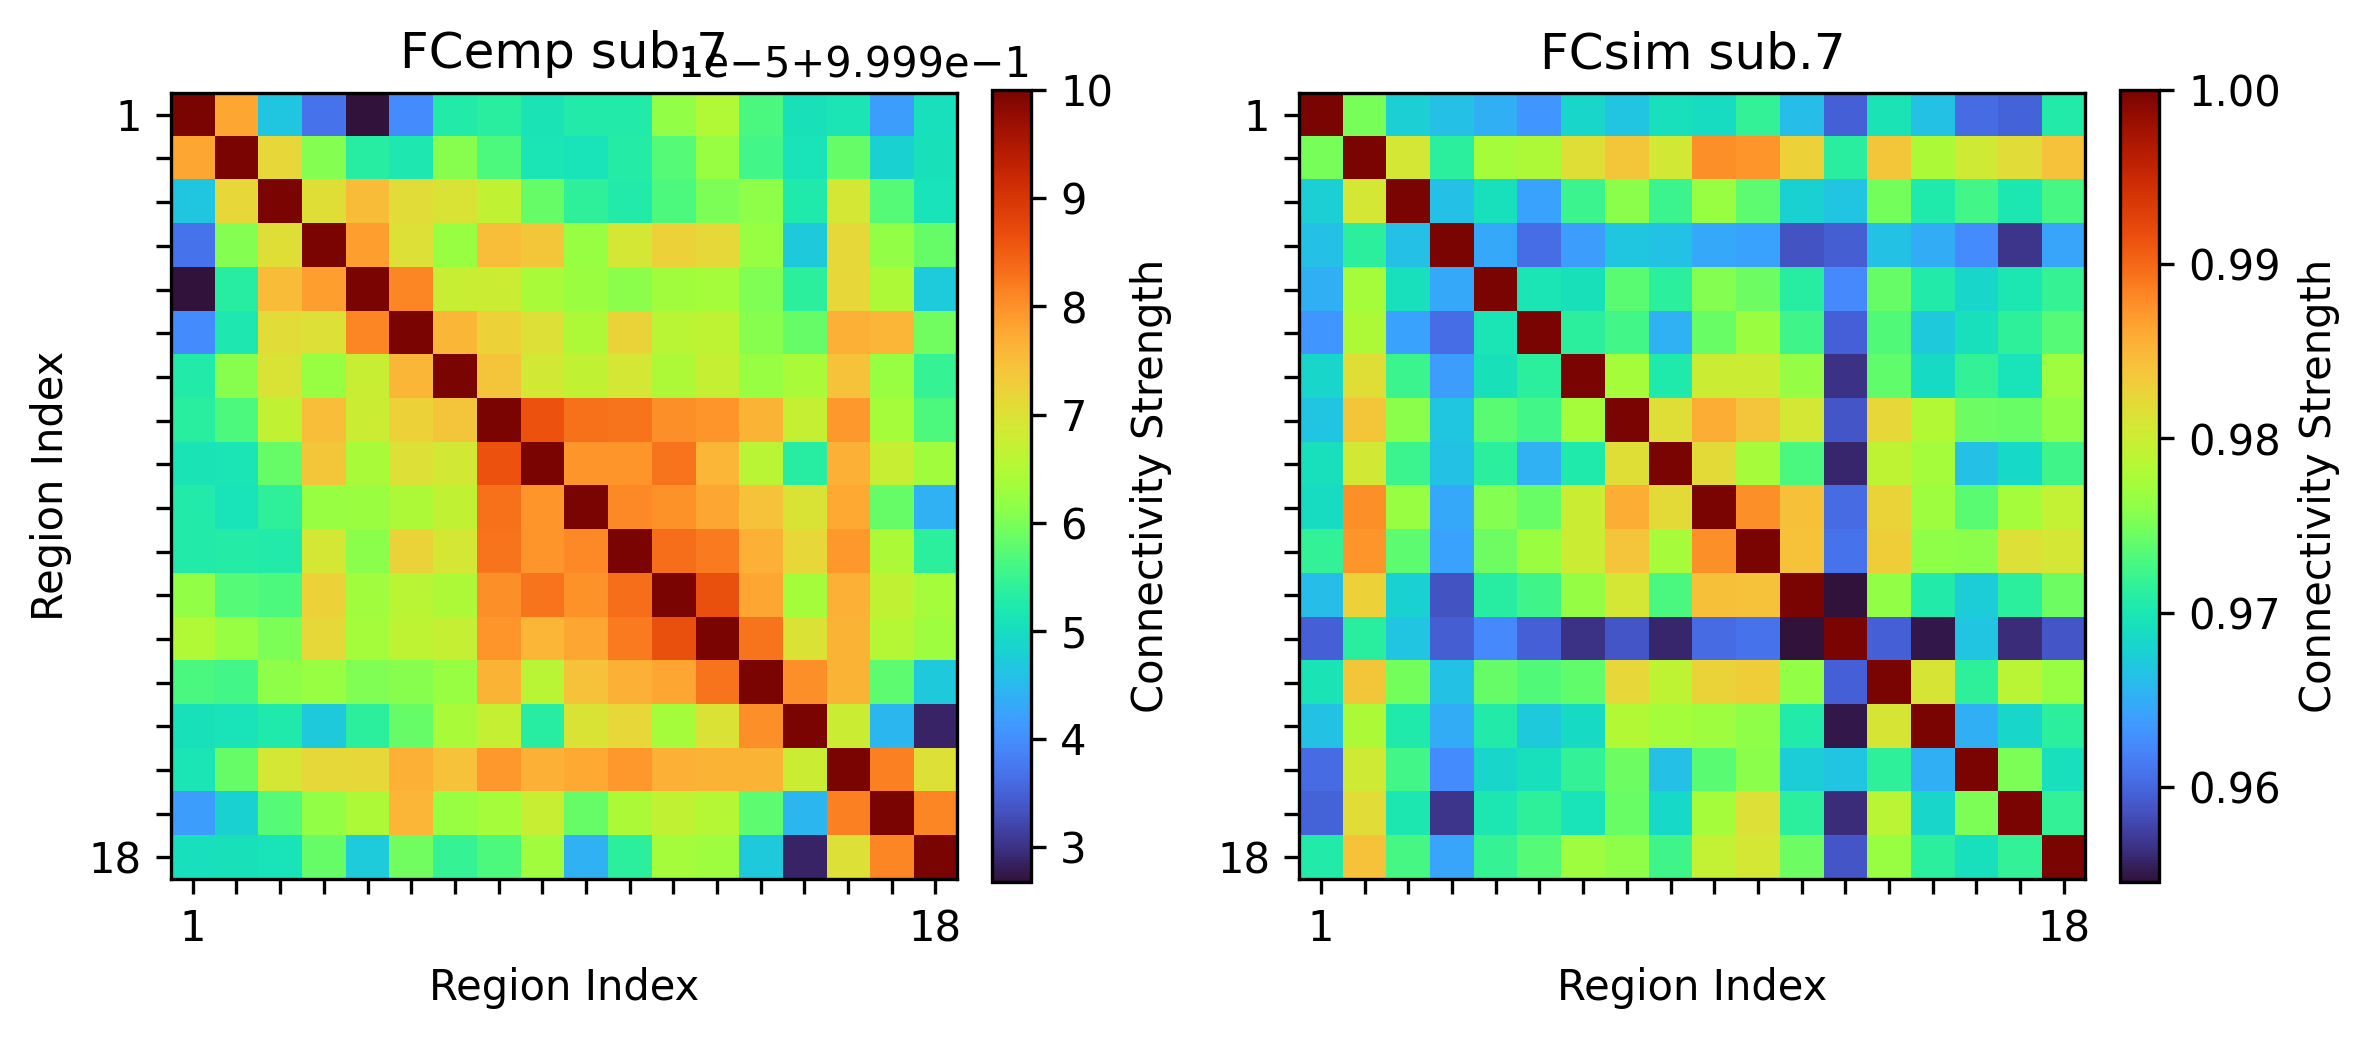 FCemp sub.7
1e−5+9.999e−1
1
18
1
18
Region Index
Region Index
10
9
8
7
6
5
4
3
Connectivity Strength
FCsim sub.7
1
18
1
18
Region Index
1.00
0.99
0.98
0.97
0.96
Connectivity Strength